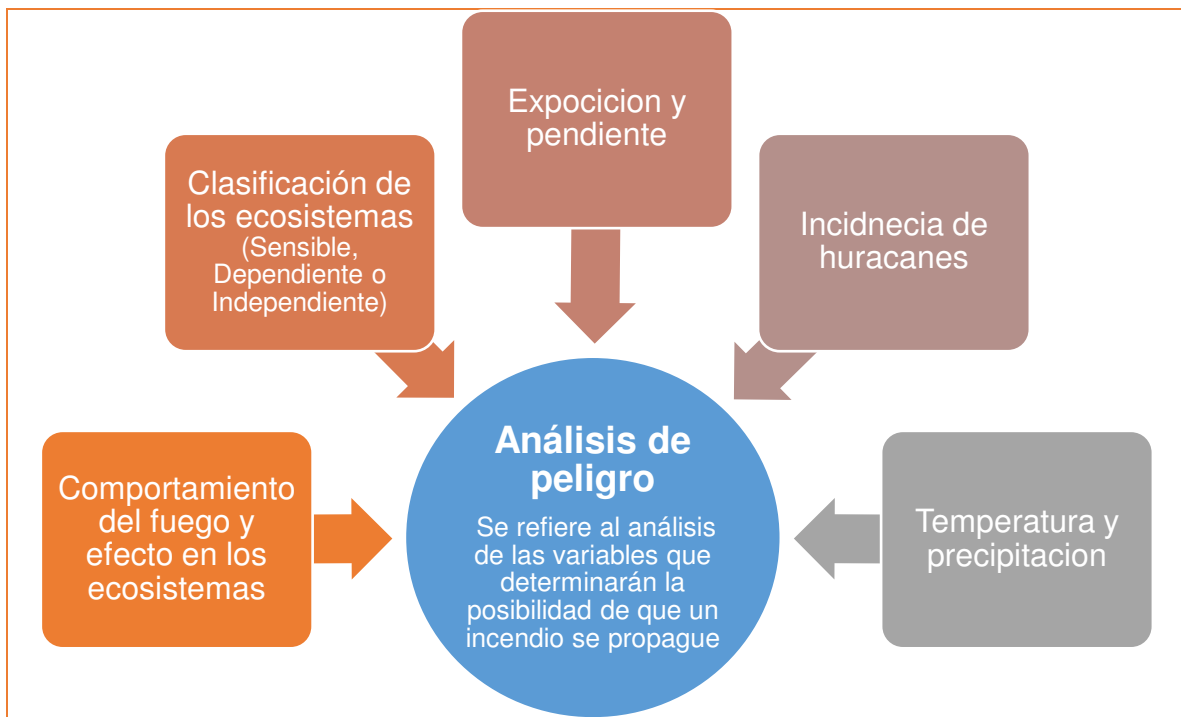 Expocicion y
pendiente
Clasificación de
los ecosistemas
(Sensible,
Dependiente o
Independiente)
Incidnecia de
huracanes
Comportamiento
del fuego y
efecto en los
ecosistemas
Análisis de
peligro
Se refiere al análisis
de las variables que
determinarán la
posibilidad de que un
incendio se propague
Temperatura y
precipitacion